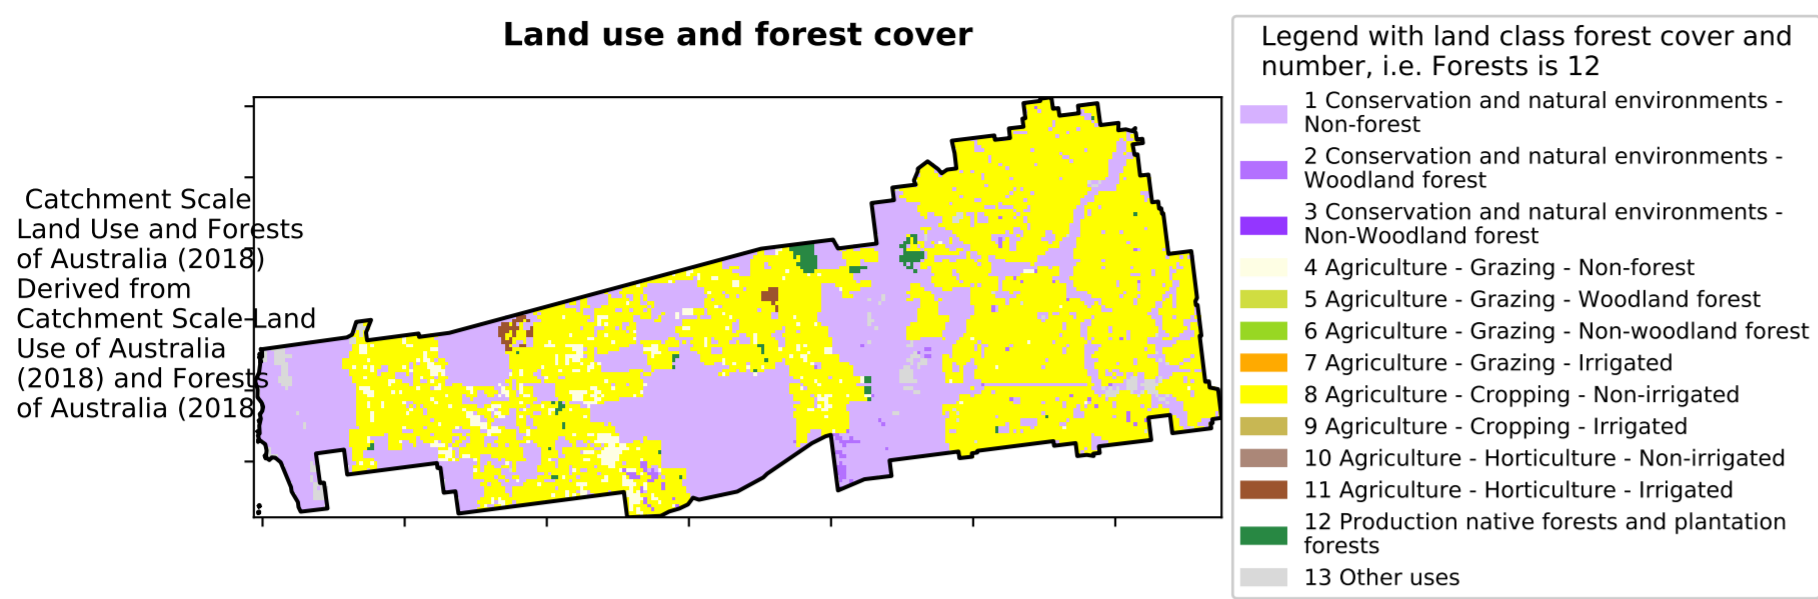 Land use and forest cover
Catchment Scale
Land Use and Forests
of Australia (2018)
Derived from
Catchment Scale Land
Use of Australia
(2018) and Forests
of Australia (2018
Legend with land class forest cover and
number, i.e. Forests is 12
1 Conservation and natural environments -
Non-forest
2 Conservation and natural environments -
Woodland forest
3 Conservation and natural environments -
Non-Woodland forest
4 Agriculture - Grazing - Non-forest
5 Agriculture - Grazing - Woodland forest
6 Agriculture - Grazing - Non-woodland forest
7 Agriculture - Grazing - Irrigated
8 Agriculture - Cropping - Non-irrigated
9 Agriculture - Cropping - Irrigated
10 Agriculture - Horticulture - Non-irrigated
11 Agriculture - Horticulture - Irrigated
12 Production native forests and plantation
forests
13 Other uses